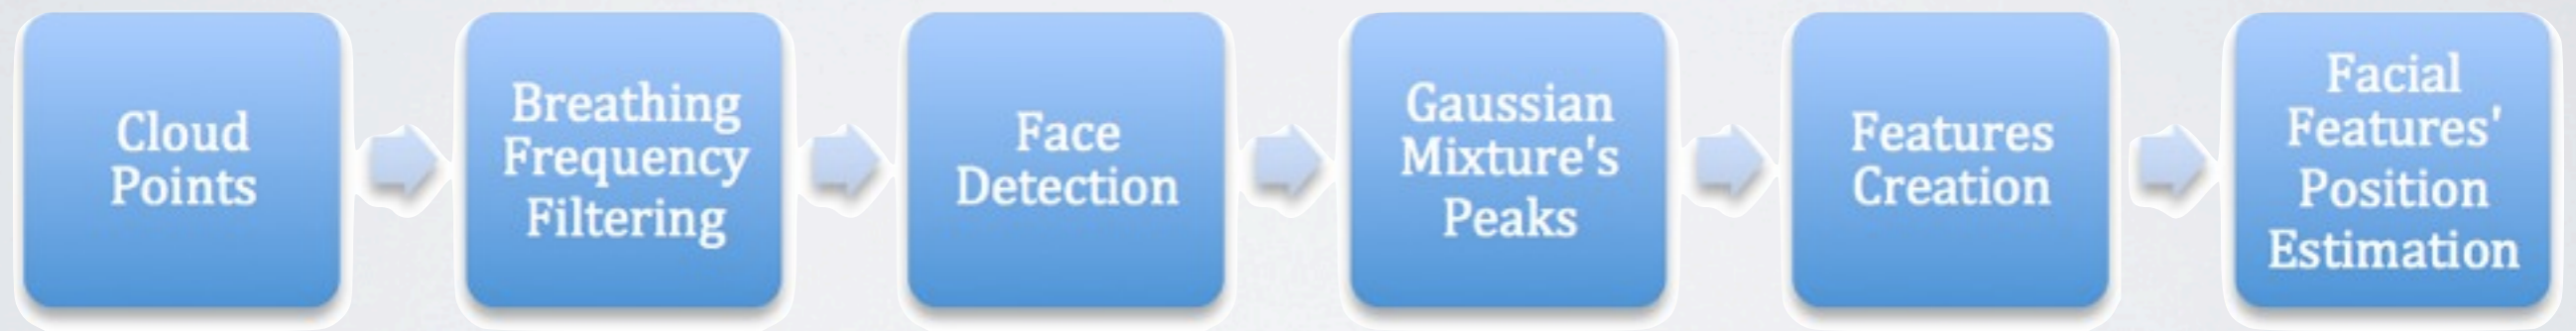 Cloud
Points
Breathing
Frequency
Filtering
Face
Detection
Gaussian
Mixture's
Peaks
Features
Creation
Facial
Features'
Position
Estimation